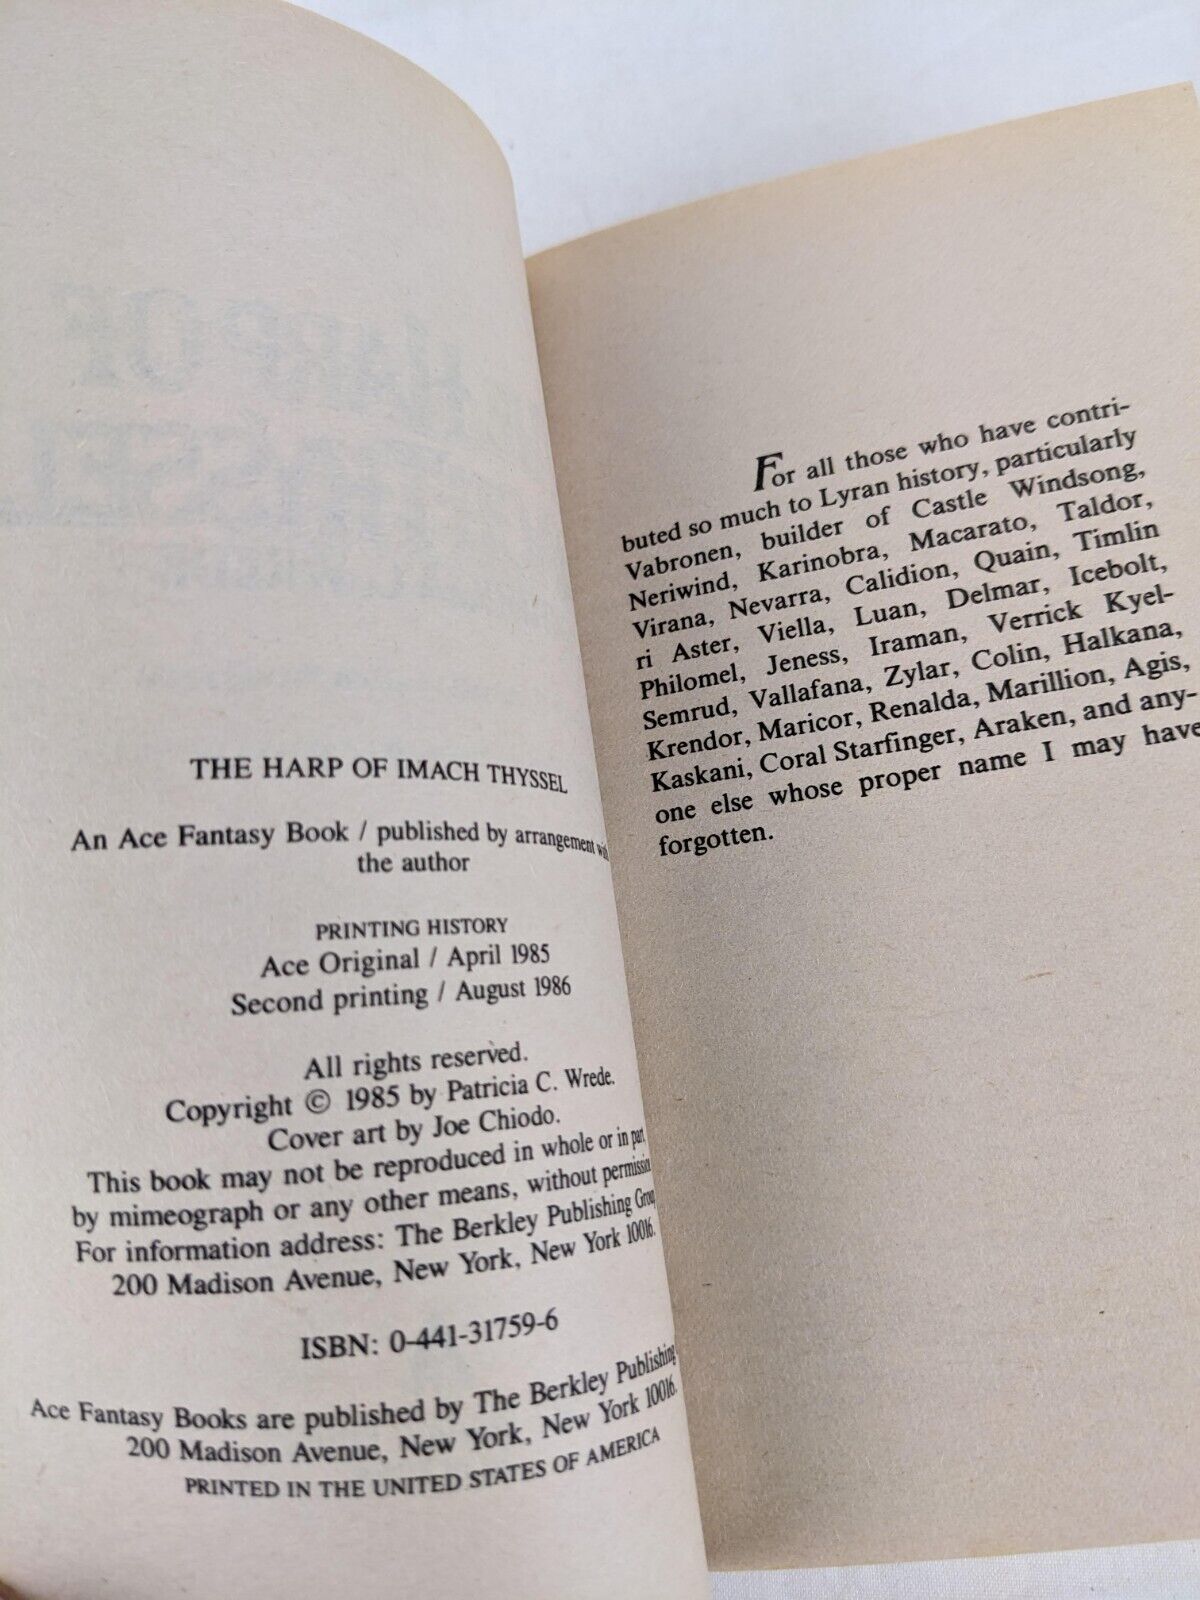 THE HARP OF IMACH THYSSEL
An Ace Fantasy Book / published by arrangement with
the author
PRINTING HISTORY
Ace Original / April 1985
Second printing / August 1986
All rights reserved.
Copyright © 1985 by Patricia C. Wrede.
Cover art by Joe Chiodo.
This book may not be reproduced in whole or in part
by mimeograph or any other means, without permission
For information address: The Berkley Publishing Group
200 Madison Avenue, New York, New York 10016.
ISBN: 0-441-31759-6
Ace Fantasy Books are published by The Berkley Publishing
200 Madison Avenue, New York, New York 10016.
PRINTED IN THE UNITED STATES OF AMERICA
For all those who have contri-
buted so much to Lyran history, particularly
Vabronen, builder of Castle Windsong,
Neriwind, Karinobra, Macarato, Taldor,
Virana, Nevarra, Calidion, Quain, Timlin
ri Aster, Viella, Luan, Delmar, Icebolt,
Philomel, Jeness, Iraman, Verrick Kyel-
Semrud, Vallafana, Zylar, Colin, Halkana,
Krendor, Maricor, Renalda, Marillion, Agis,
Kaskani, Coral Starfinger, Araken, and any-
one else whose proper name I may have
forgotten.